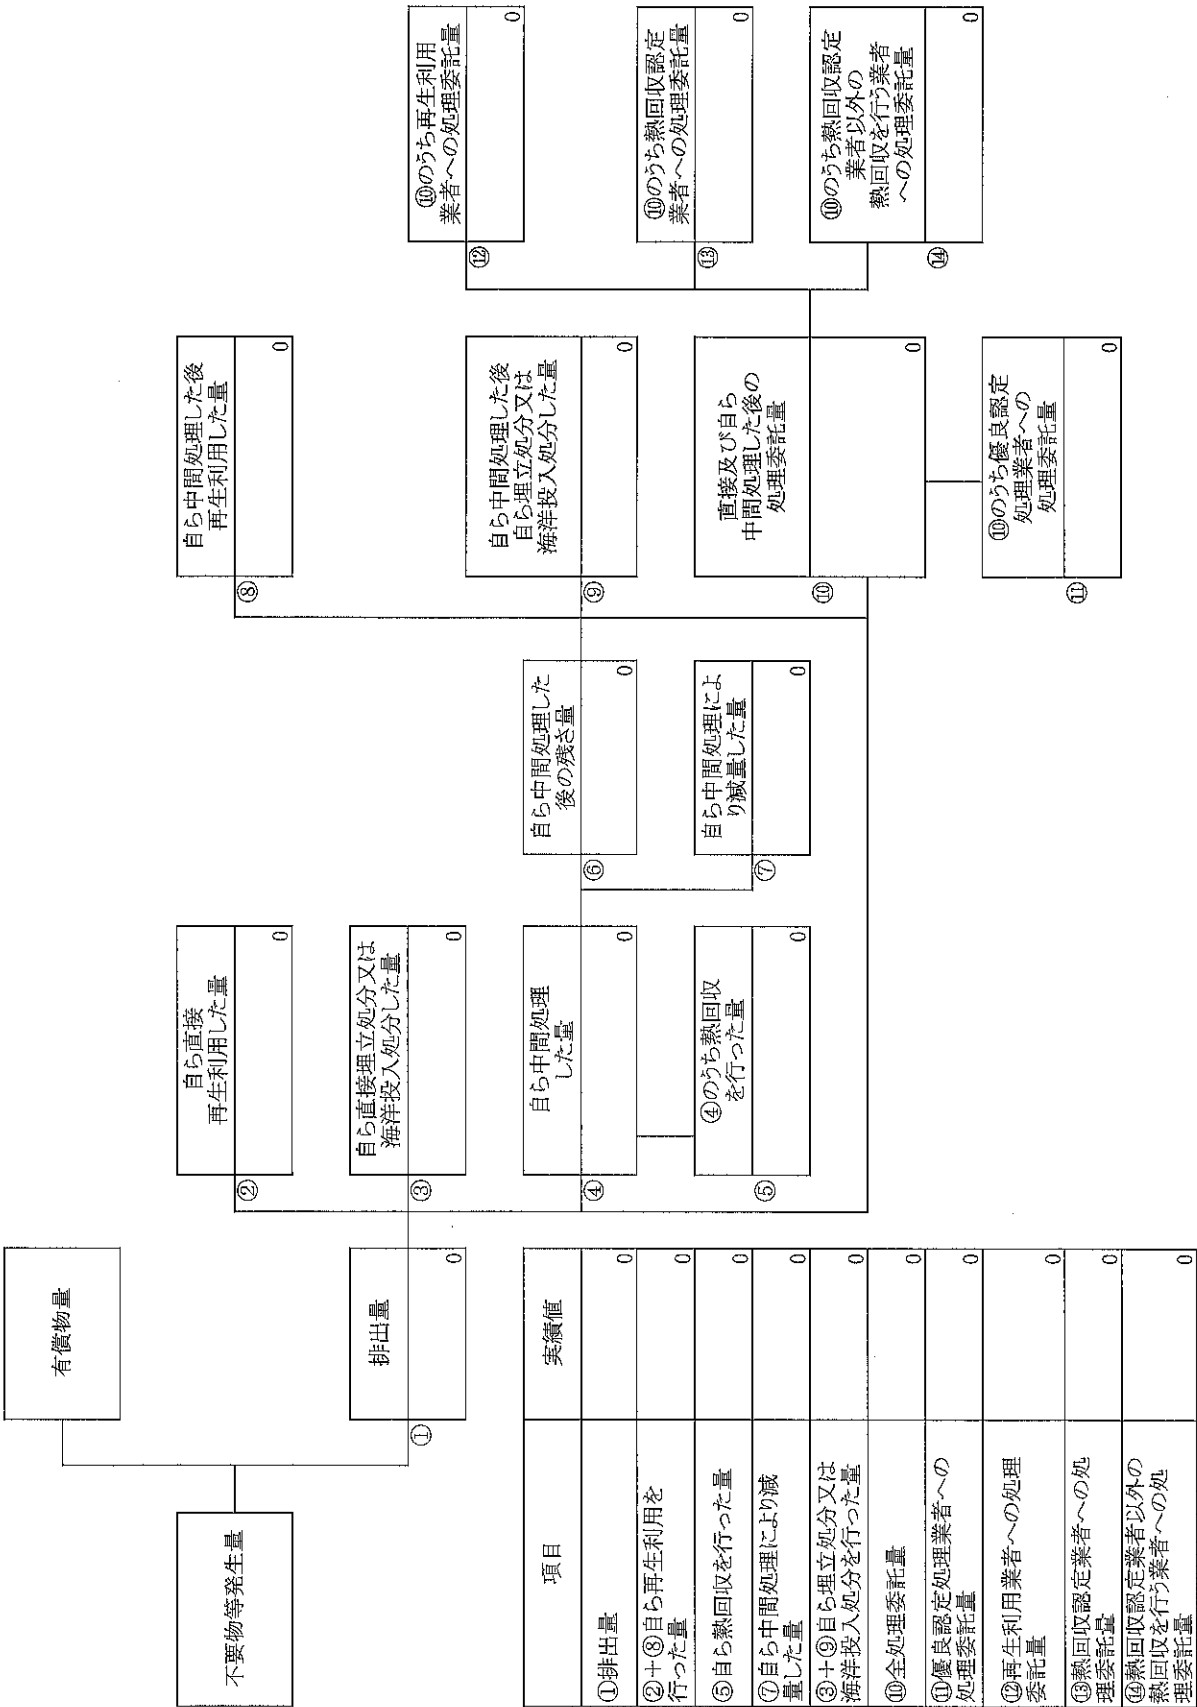 不要物等発生量
有償物量
①
排出量
0
②
自ら直接
再生利用した量
0
③
自ら直接埋立処分又は
海洋投入処分した量
0
④
自ら中間処理
した量
0
⑤
④のうち熱回収
を行った量
0
⑥
自ら中間処理した
後の残さ量
0
⑦
自ら中間処理によ
り減量した量
0
⑧
自ら中間処理した後
再生利用した量
0
⑨
自ら中間処理した後
自ら埋立処分又は
海洋投入処分した量
0
⑩
直接及び自ら
中間処理した後の
処理委託量
0
⑪
⑩のうち優良認定
処理業者への
処理委託量
0
⑫
⑩のうち再生利用
業者への処理委託量
0
⑬
⑩のうち熱回収認定
業者への処理委託量
0
⑭
⑩のうち熱回収認定
業者以外の
熱回収を行う業者
への処理委託量
0
項目
実績値
①排出量
0
②+⑧自ら再生利用を
行った量
0
⑤自ら熱回収を行った量
0
⑦自ら中間処理により減
量した量
0
③+⑨自ら埋立処分又は
海洋投入処分を行った量
0
⑩全処理委託量
0
⑪優良認定処理業者への
処理委託量
0
⑫再生利用業者への処理
委託量
0
⑬熱回収認定業者への処
理委託量
0
⑭熱回収認定業者以外の
熱回収を行う業者への処
理委託量
0